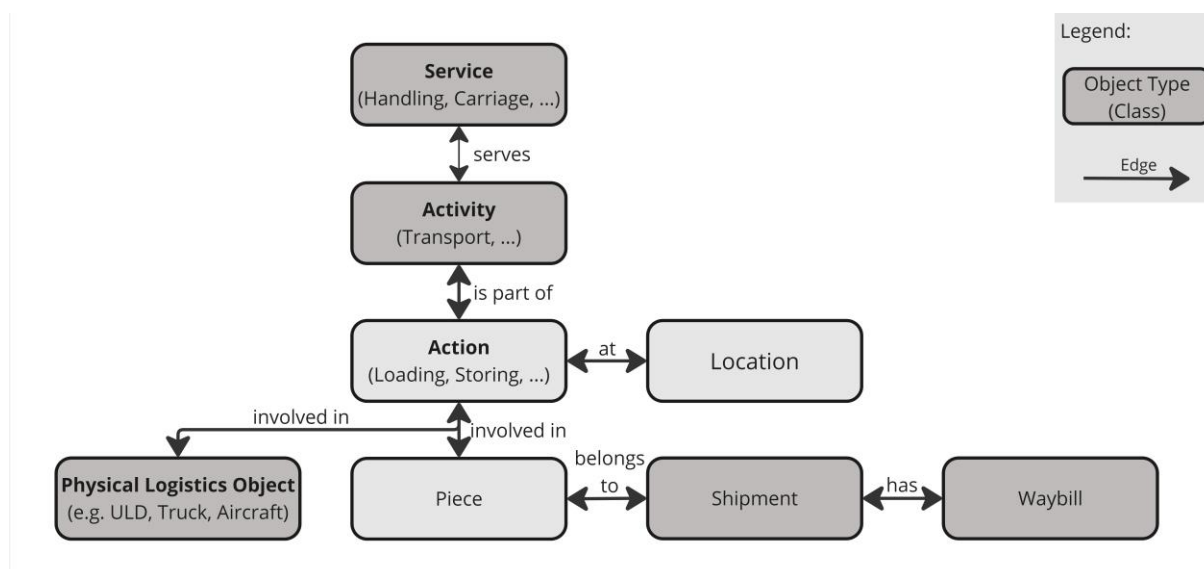 Legend:
Object Type
(Class)
Edge
Service
(Handling, Carriage, ...)
serves
Activity
(Transport, ...)
is part of
Action
(Loading, Storing, ...)
at
Location
involved in
involved in
Physical Logistics Object
(e.g. ULD, Truck, Aircraft)
Piece
belongs
to
Shipment
has
Waybill